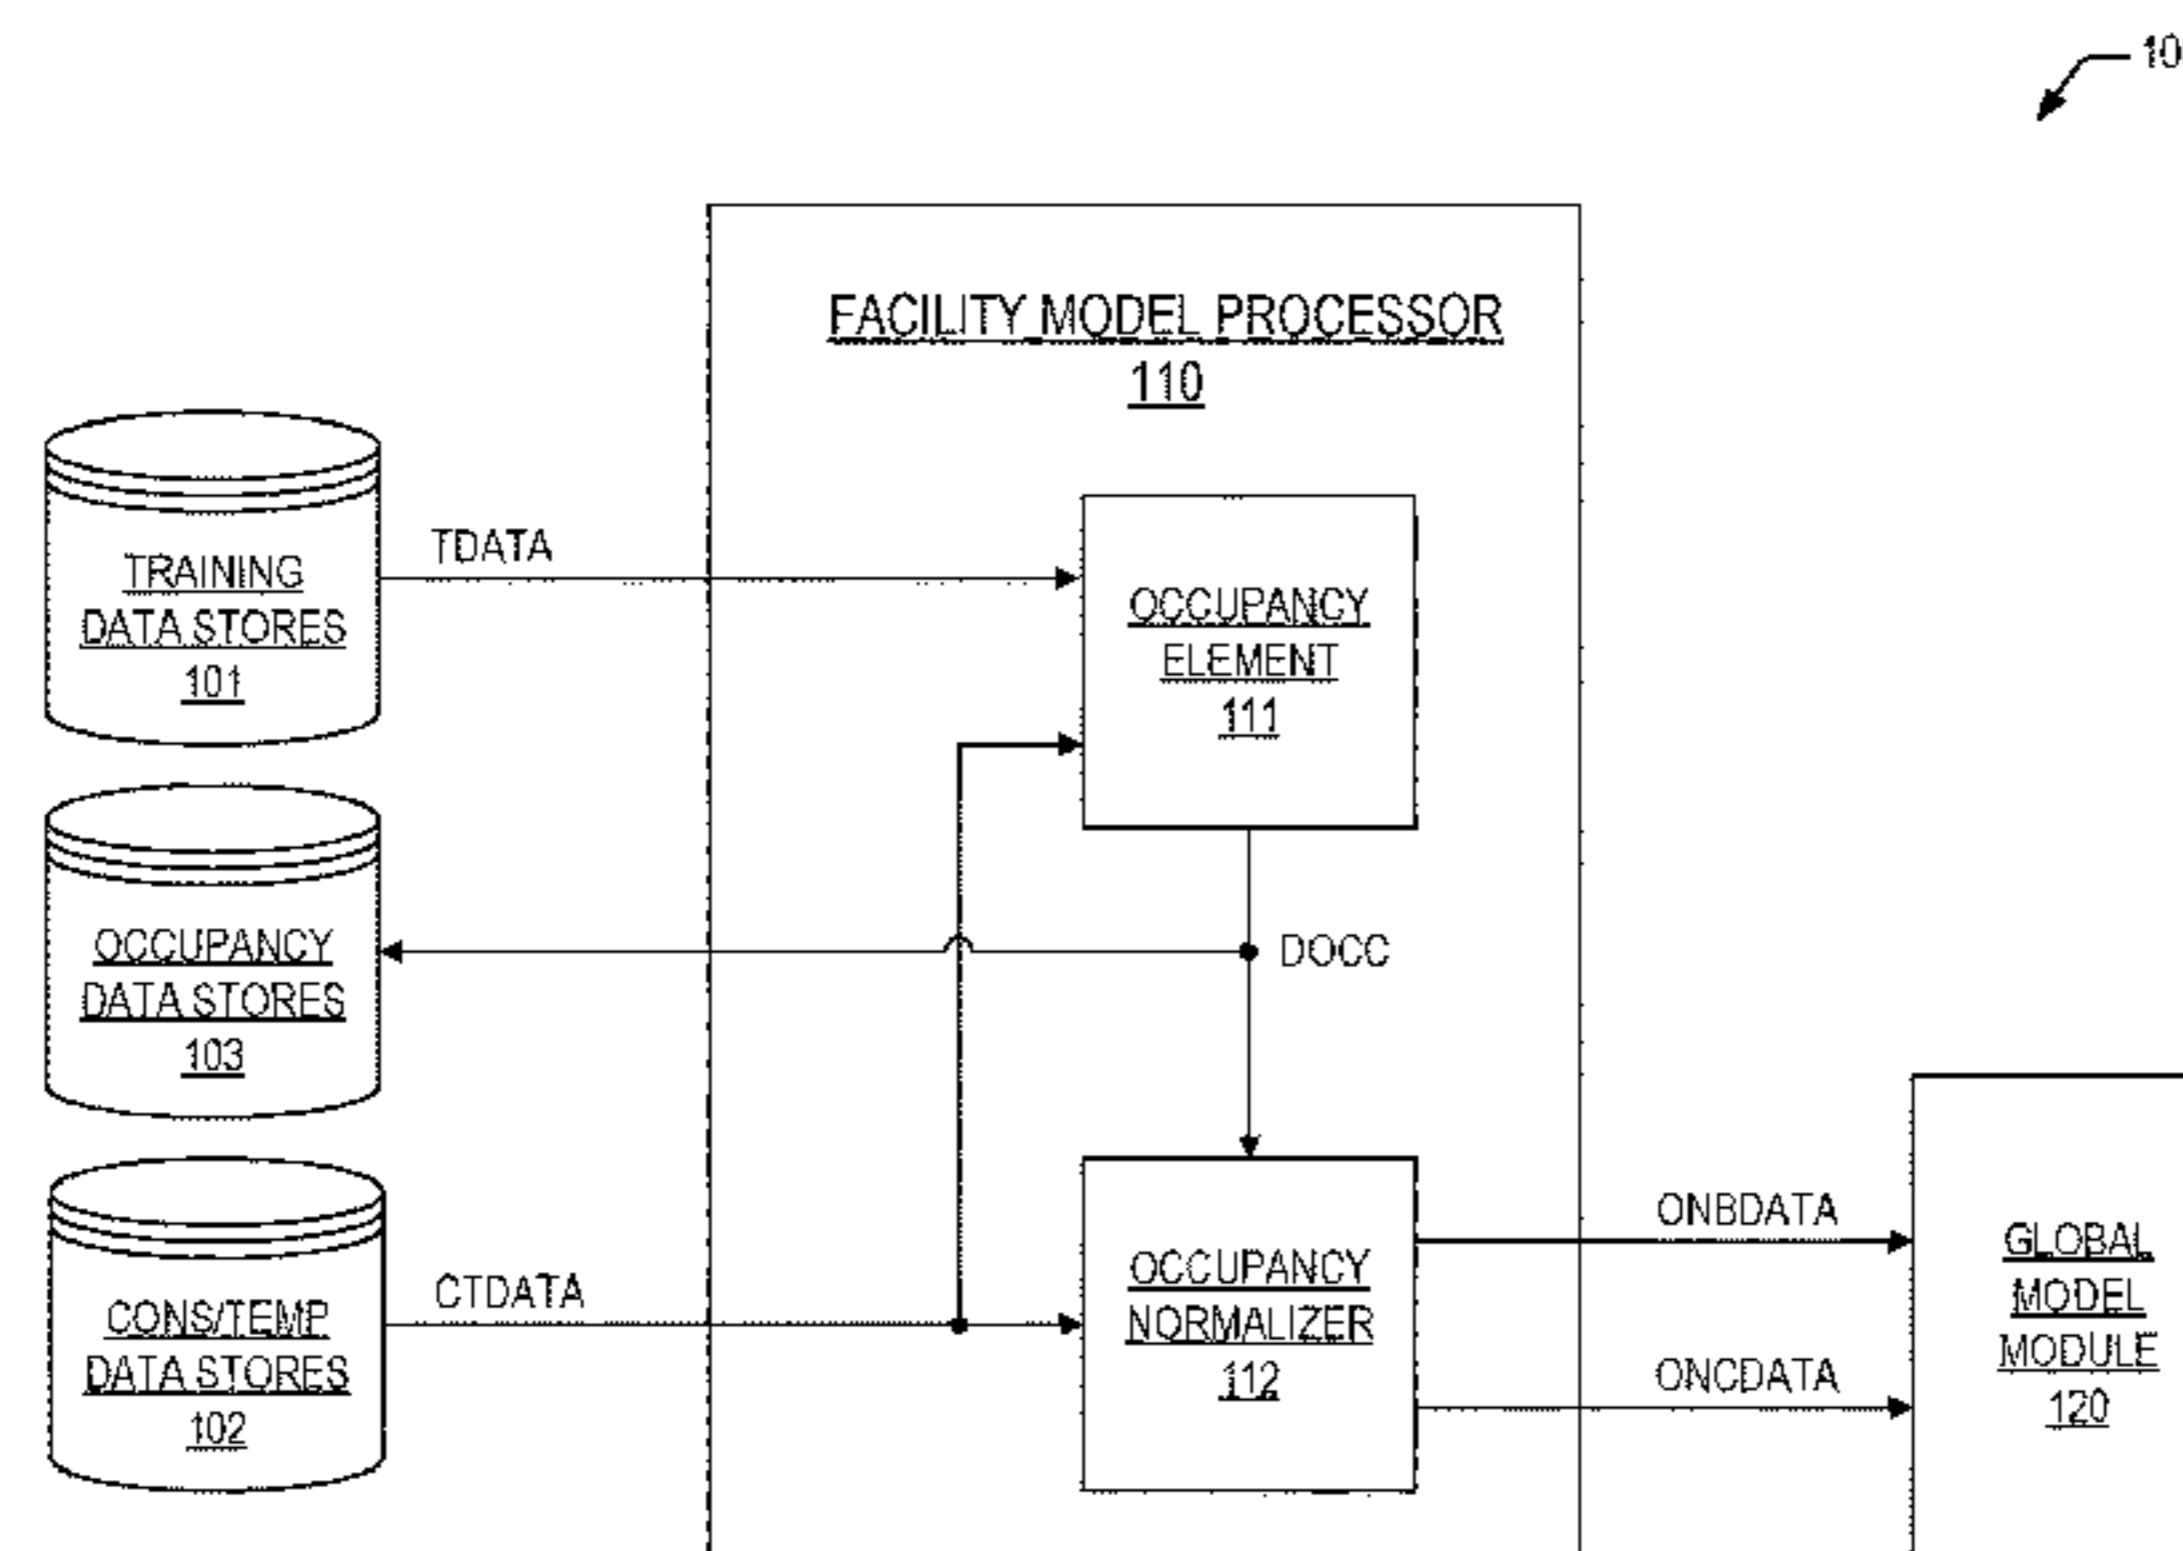 10
FACILITY MODEL PROCESSOR
110
TRAINING
DATA STORES
101
TDATA
OCCUPANCY
ELEMENT
111
OCCUPANCY
DATA STORES
103
DOCC
CONS/TEMP
DATA STORES
102
CTDATA
OCCUPANCY
NORMALIZER
112
ONBDATA
ONCDATA
GLOBAL
MODEL
MODULE
120